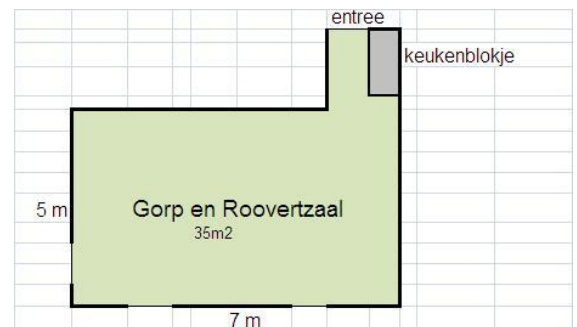 entree
keukenblokje
5 m
Gorp en Roovertzaal
35m2
7 m